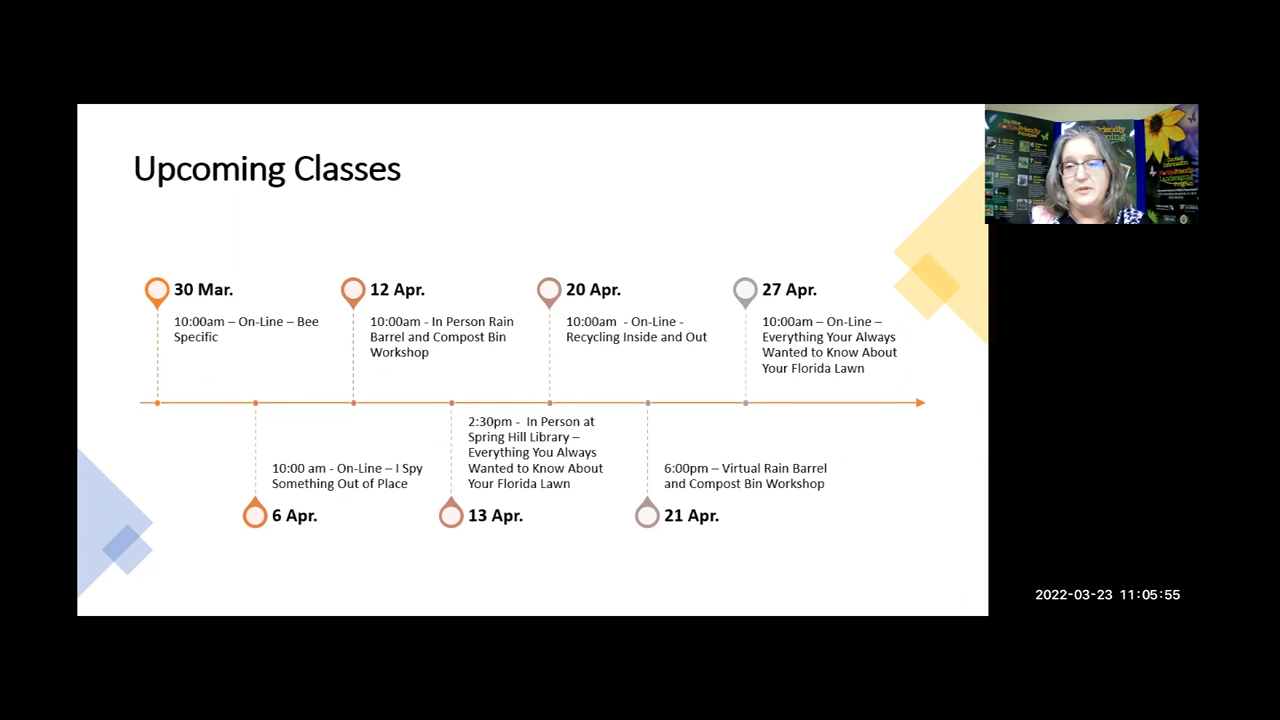 Upcoming Classes
30 Mar.
10:00am – On-Line – Bee
Specific
12 Apr.
10:00am - In Person Rain
Barrel and Compost Bin
Workshop
20 Apr.
10:00am - On-Line -
Recycling Inside and Out
27 Apr.
10:00am – On-Line –
Everything Your Always
Wanted to Know About
Your Florida Lawn
10:00 am - On-Line – I Spy
Something Out of Place
6 Apr.
2:30pm - In Person at
Spring Hill Library –
Everything You Always
Wanted to Know About
Your Florida Lawn
13 Apr.
6:00pm – Virtual Rain Barrel
and Compost Bin Workshop
21 Apr.
Contact
Information
2022-03-23 11:05:55